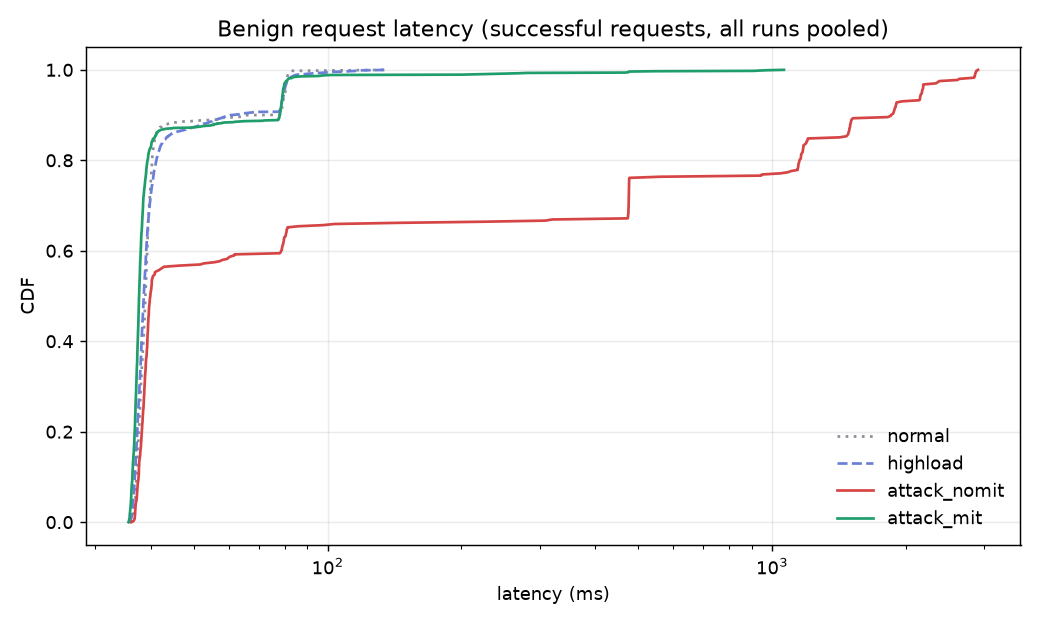 Benign request latency (successful requests, all runs pooled)
CDF
1.0
0.8
0.6
0.4
0.2
0.0
normal
highload
attack_nomit
attack_mit
10²
10³
latency (ms)